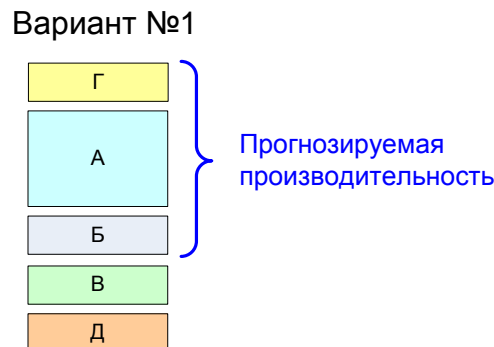 Вариант №1
Г
А
Прогнозируемая
производительность
Б
В
Д